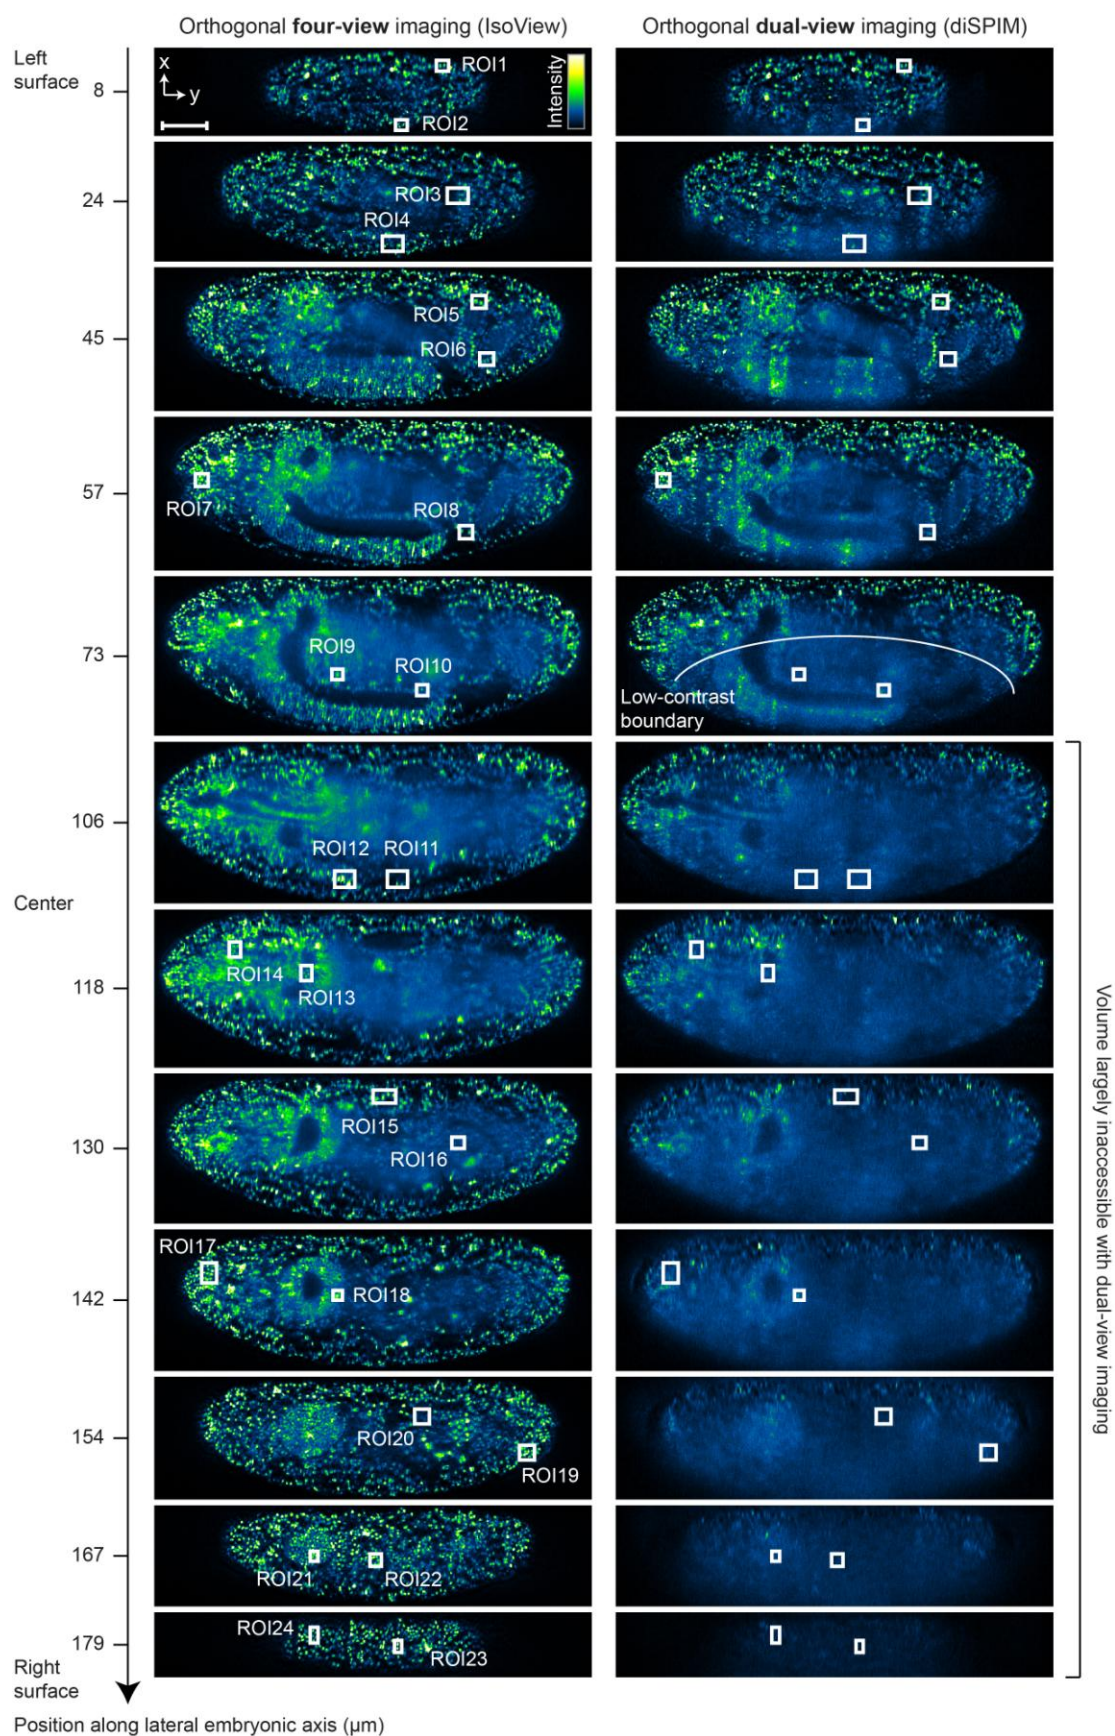 Orthogonal four-view imaging (IsoView)
Orthogonal dual-view imaging (diSPIM)
Left
surface
x
y
Intensity
ROI1
ROI2
8
ROI3
ROI4
24
ROI5
ROI6
45
ROI7
ROI8
57
ROI9
ROI10
73
Low-contrast
boundary
ROI12
ROI11
106
Center
ROI14
ROI13
118
ROI15
ROI16
130
ROI17
ROI18
142
ROI20
ROI19
154
ROI21
ROI22
167
ROI24
ROI23
179
Right
surface
Volume largely inaccessible with dual-view imaging
Position along lateral embryonic axis (µm)